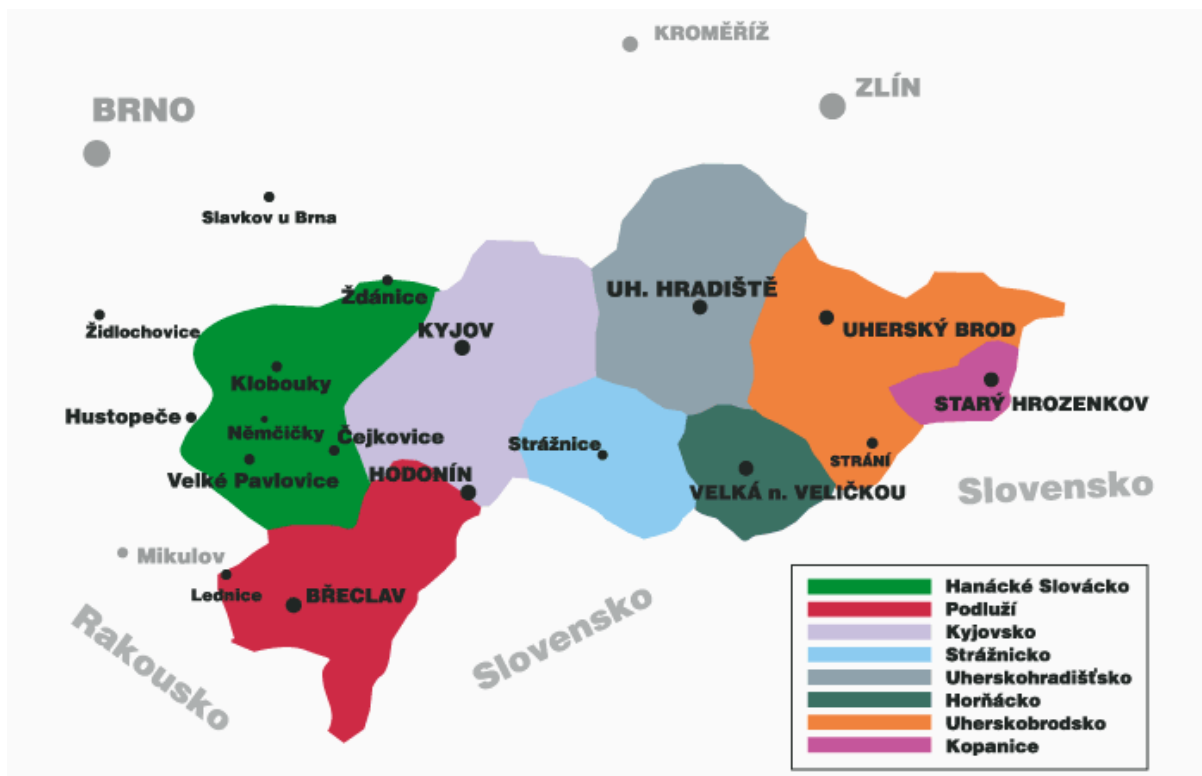 KROMĚŘÍŽ
ZLÍN
BRNO
Slavkov u Brna
Ždánice
UH. HRADIŠTĚ
Židlochovice
KYJOV
UHERSKÝ BROD
Klobouky
STARÝ HROZENKOV
Hustopeče
Němčičky
Čejkovice
Strážnice
STRÁNÍ
Velké Pavlovice
HODONÍN
VELKÁ n. VELIČKOU
Slovensko
Mikulov
Lednice
BŘECLAV
Rakousko
Slovensko
Hanácké Slovácko
Podluží
Kyjovsko
Strážnicko
Uherskohradišťsko
Horňácko
Uherskobrodsko
Kopanice